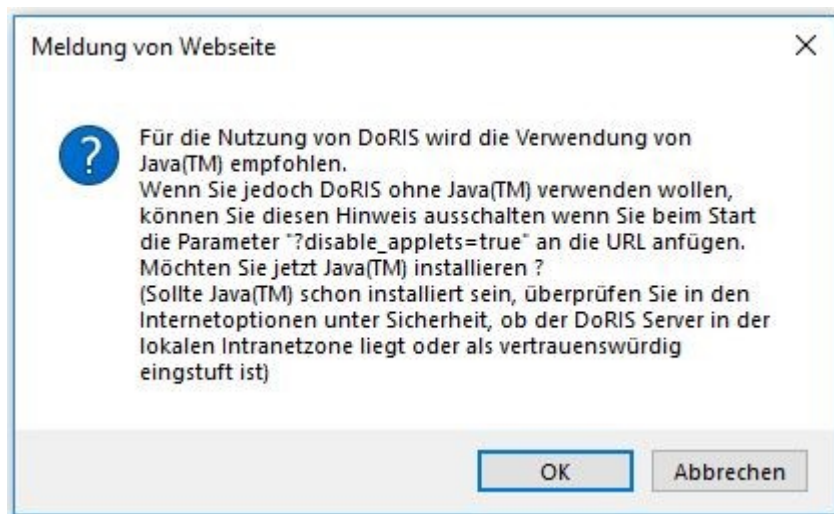 Meldung von Webseite
Für die Nutzung von DoRIS wird die Verwendung von
Java(TM) empfohlen.
Wenn Sie jedoch DoRIS ohne Java(TM) verwenden wollen,
können Sie diesen Hinweis ausschalten wenn Sie beim Start
die Parameter "?disable_applets=true" an die URL anfügen.
Möchten Sie jetzt Java(TM) installieren ?
(Sollte Java(TM) schon installiert sein, überprüfen Sie in den
Internetoptionen unter Sicherheit, ob der DoRIS Server in der
lokalen Intranetzone liegt oder als vertrauenswürdig
eingstuft ist)
OK
Abbrechen